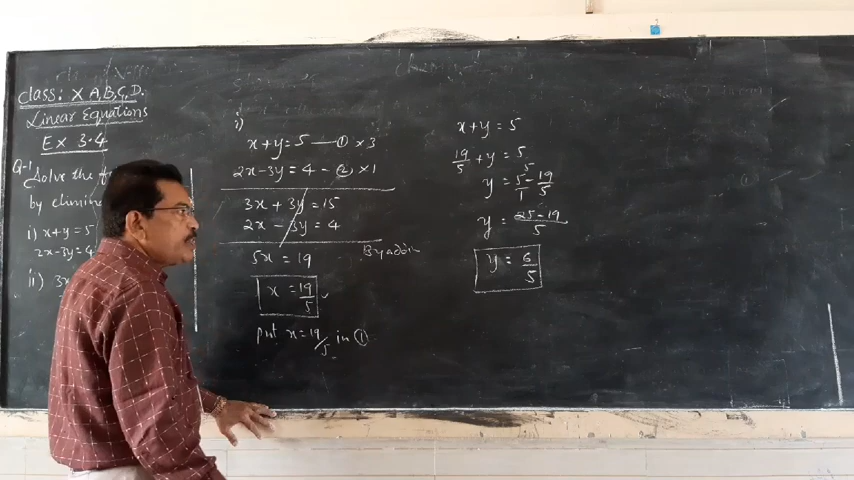 Class: X A,B,C,D.
Linear Equations
EX 3.4
Q-1
Solve the
by
i) x+y=5
2x-3y=4
ii) 3x
i)
x+y=5 — ① ×3
2x-3y=4 - ② ×1
3x + 3y = 15
2x - 3y = 4
5x = 19 By addn
x = 19/5
put x=19/5 in ①
x+y = 5
19/5 + y = 5
y = 5/1 - 19/5
y = 25-19/5
y = 6/5